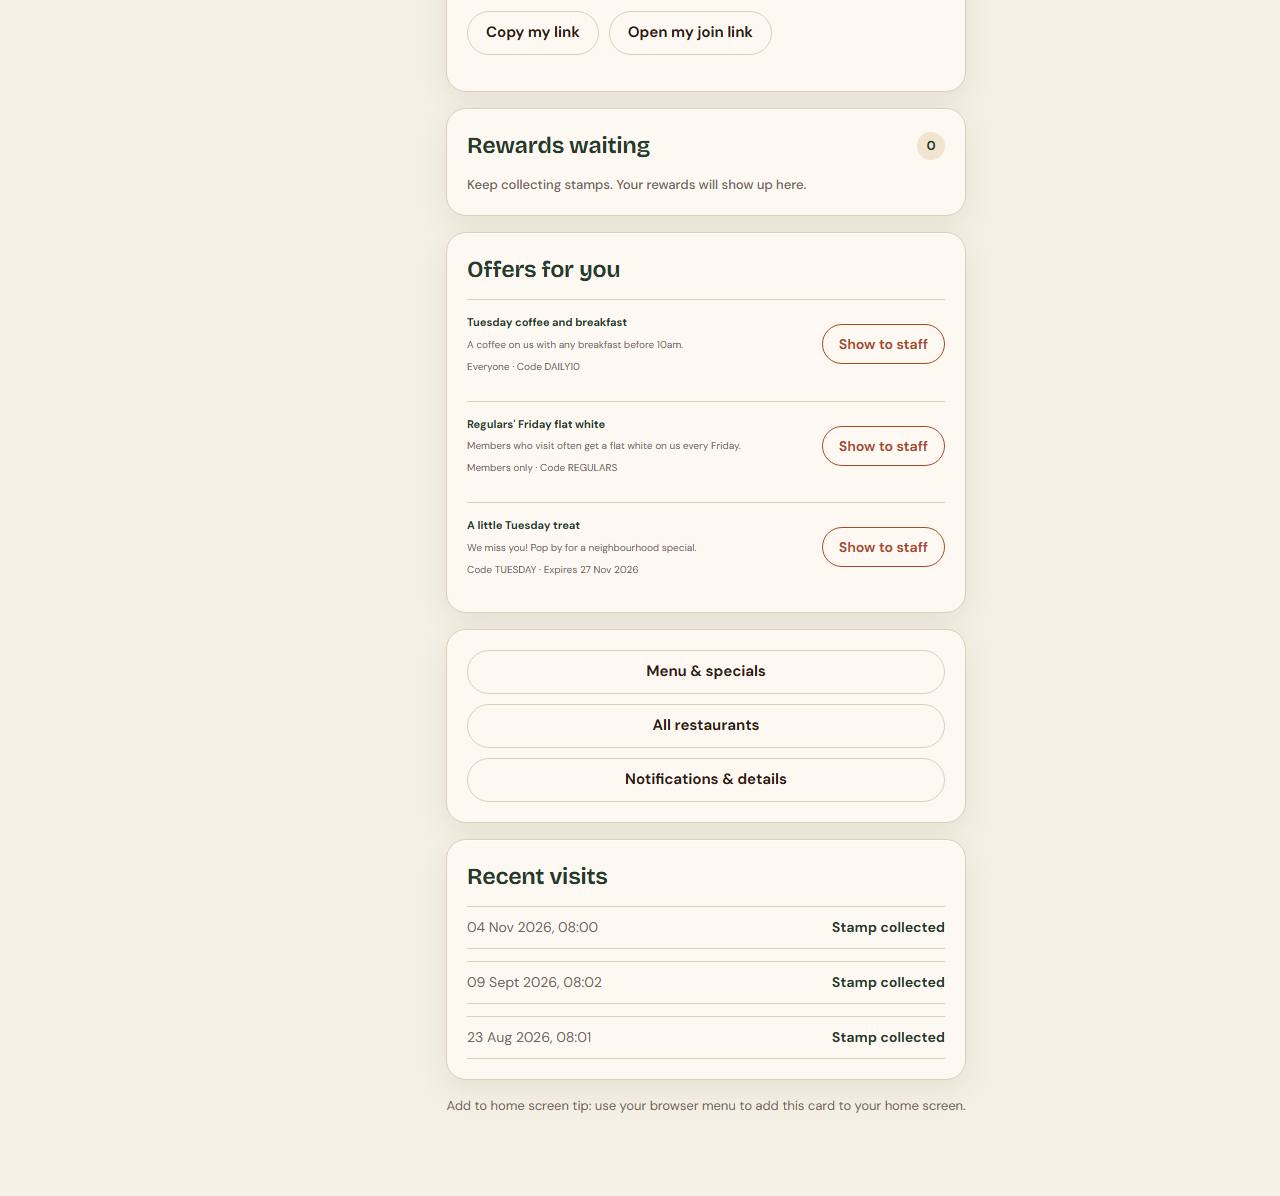 Copy my link Open my join link
Rewards waiting 0
Keep collecting stamps. Your rewards will show up here.
Offers for you
Tuesday coffee and breakfast
A coffee on us with any breakfast before 10am.
Everyone · Code DAILY10
Show to staff
Regulars' Friday flat white
Members who visit often get a flat white on us every Friday.
Members only · Code REGULARS
Show to staff
A little Tuesday treat
We miss you! Pop by for a neighbourhood special.
Code TUESDAY · Expires 27 Nov 2026
Show to staff
Menu & specials
All restaurants
Notifications & details
Recent visits
04 Nov 2026, 08:00 Stamp collected
09 Sept 2026, 08:02 Stamp collected
23 Aug 2026, 08:01 Stamp collected
Add to home screen tip: use your browser menu to add this card to your home screen.